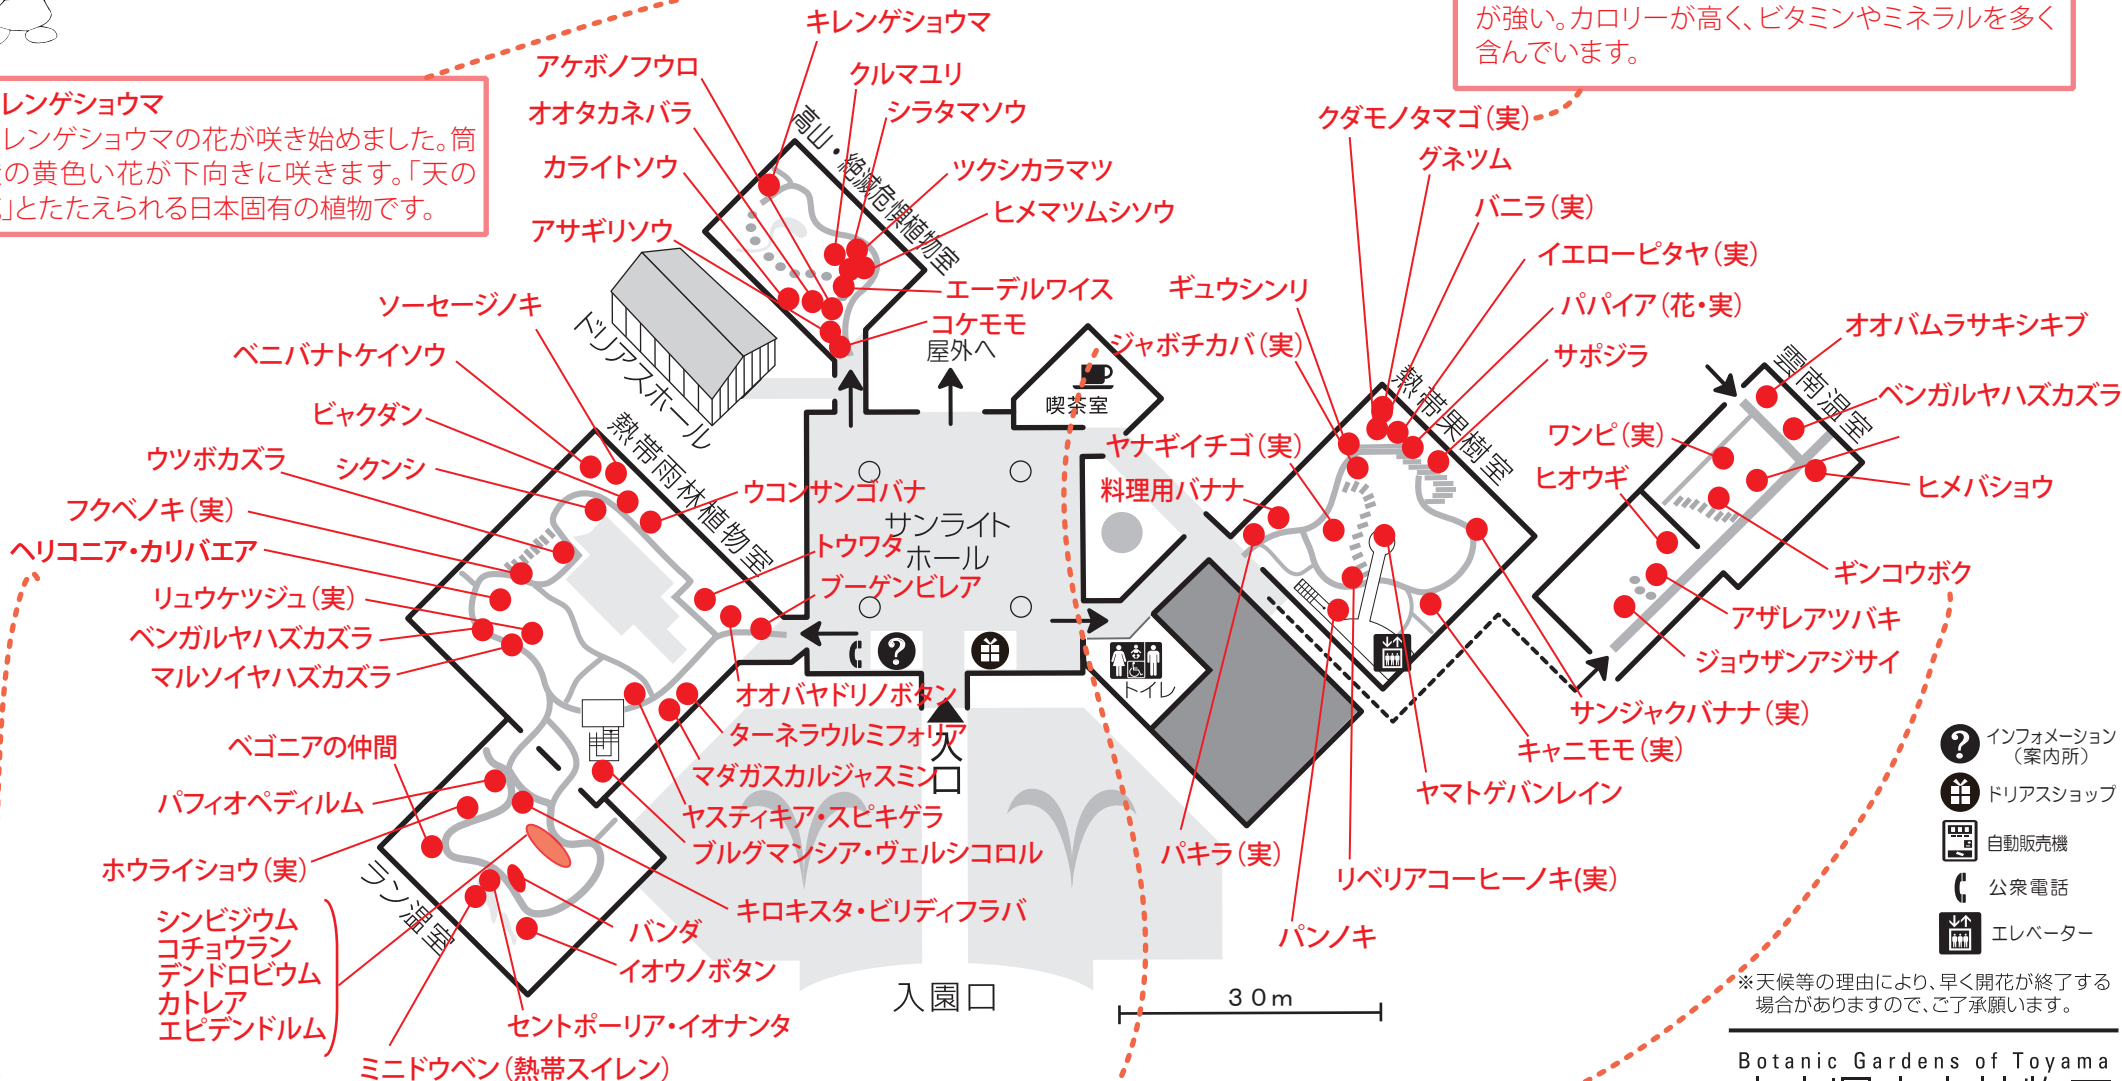 が強い。カロリーが高く、ビタミンやミネラルを多く
含んでいます。
レンゲショウマ
レンゲショウマの花が咲き始めました。筒
の黄色い花が下向きに咲きます。「天の
」とたたえられる日本固有の植物です。
キレンゲショウマ
アケボノフウロ
クルマユリ
オオタカネバラ
シラタマソウ
カライトソウ
ツクシカラマツ
アサギリソウ
ヒメマツムシソウ
エーデルワイス
コケモモ
高山・絶滅危惧植物室
屋外へ
ドリアスホール
ソーセージノキ
ベニバナトケイソウ
ビャクダン
ウツボカズラ
シクンシ
フクベノキ（実）
ヘリコニア・カリバエア
リュウケツジュ（実）
ベンガルヤハズカズラ
マルソイヤハズカズラ
熱帯雨林植物室
ウコンサンゴバナ
トウワタ
ブーゲンビレア
サンライト
ホール
オオバヤドリノボタン
ターネラウルミフォリア
マダガスカルジャスミン
ヤスティキア・スピキゲラ
ブルグマンシア・ヴェルシコロル
キロキスタ・ビリディフラバ
バンダ
イオウノボタン
セントポーリア・イオナンタ
ミニドウベン（熱帯スイレン）
ベゴニアの仲間
パフィオペディルム
ホウライショウ（実）
シンビジウム
コチョウラン
デンドロビウム
カトレア
エピデンドルム
ラン温室
入口
入園口
30m
喫茶室
トイレ
クダモノタマゴ（実）
グネツム
バニラ（実）
イエローピタヤ（実）
パパイア（花・実）
サポジラ
ギュウシンリ
ジャボチカバ（実）
ヤナギイチゴ（実）
料理用バナナ
熱帯果樹室
パキラ（実）
パンノキ
リベリアコーヒーノキ(実）
ヤマトゲバンレイン
キャニモモ（実）
サンジャクバナナ（実）
オオバムラサキシキブ
雲南温室
ベンガルヤハズカズラ
ワンピ（実）
ヒオウギ
ヒメバショウ
ギンコウボク
アザレアツバキ
ジョウザンアジサイ
?
?
インフォメーション
（案内所）
ドリアスショップ
自動販売機
公衆電話
エレベーター
※天候等の理由により、早く開花が終了する
場合がありますので、ご了承願います。
Botanic Gardens of Toyama